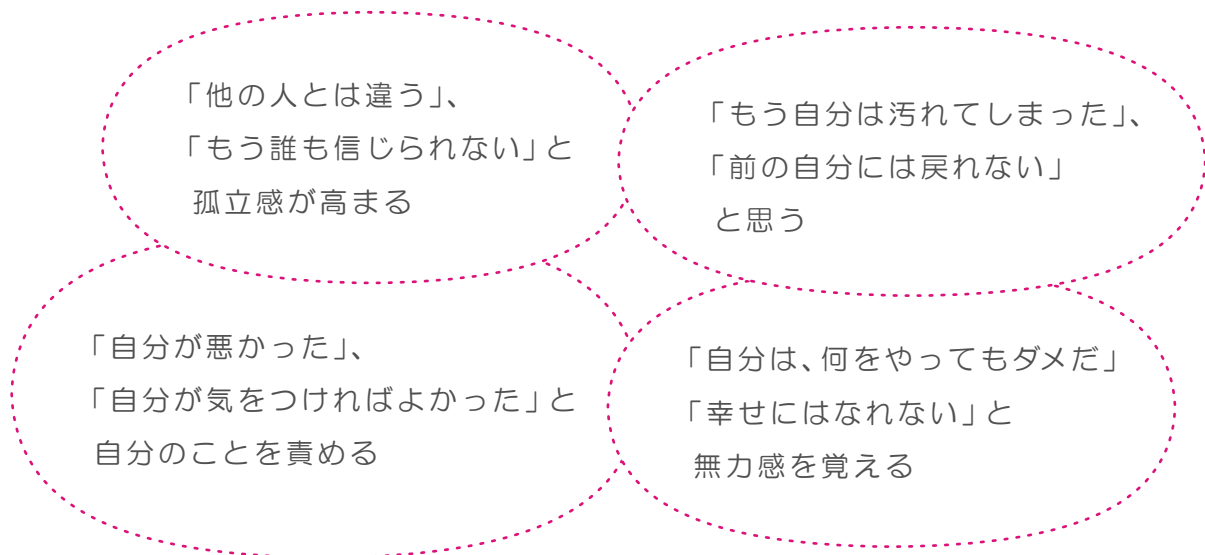 「他の人とは違う」、
「もう誰も信じられない」と
孤立感が高まる
「もう自分は汚れてしまった」、
「前の自分には戻れない」
と思う
「自分が悪かった」、
「自分が気をつければよかった」と
自分のことを責める
「自分は、何をやってもダメだ」
「幸せにはなれない」と
無力感を覚える